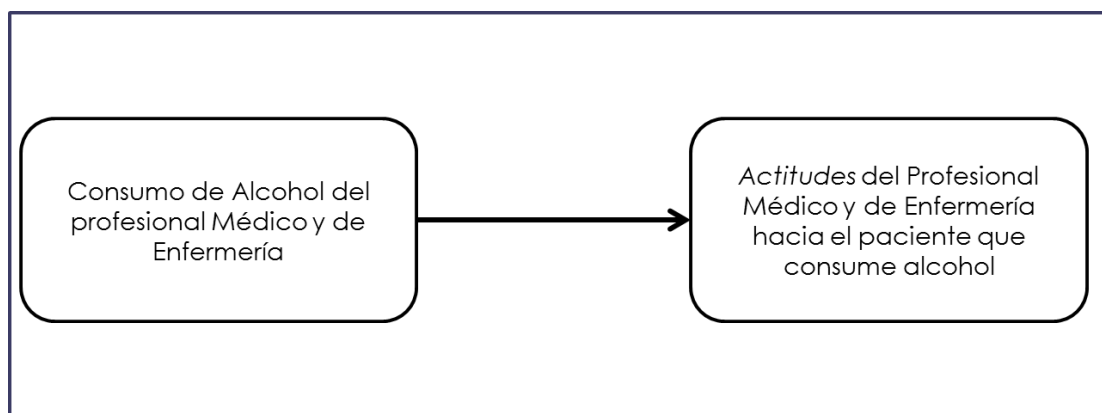 Consumo de Alcohol del
profesional Médico y de
Enfermería
Actitudes del Profesional
Médico y de Enfermería
hacia el paciente que
consume alcohol